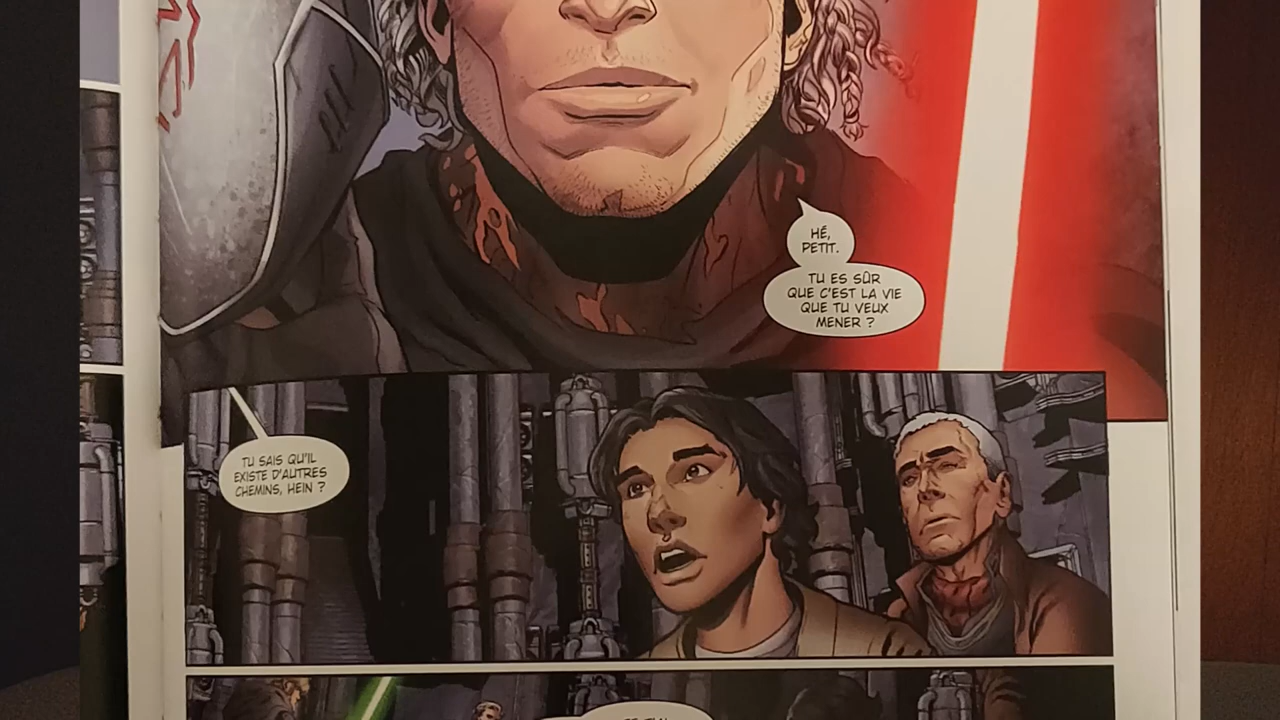 HÉ,
PETIT.
TU ES SÛR
QUE C'EST LA VIE
QUE TU VEUX
MENER ?
TU SAIS QU'IL
EXISTE D'AUTRES
CHEMINS, HEIN ?